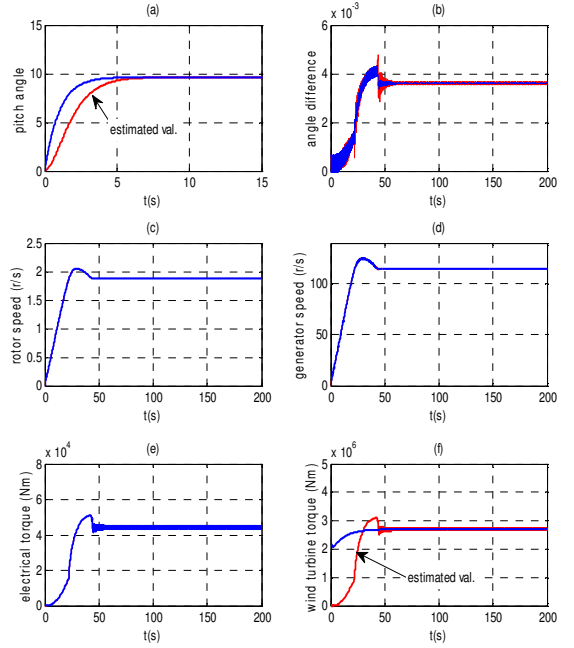 (a)
pitch angle
15
10
5
0
estimated val.
0 5 10 15
t(s)
(b)
x 10-3
angle difference
6
4
2
0
0 50 100 150 200
t(s)
(c)
rotor speed (r/s)
2.5
2
1.5
1
0.5
0
0 50 100 150 200
t(s)
(d)
generator speed (r/s)
100
50
0
0 50 100 150 200
t(s)
(e)
x 104
electrical torque (Nm)
8
6
4
2
0
0 50 100 150 200
t(s)
(f)
x 106
wind turbine torque (Nm)
5
4
3
2
1
0
estimated val.
0 50 100 150 200
t(s)